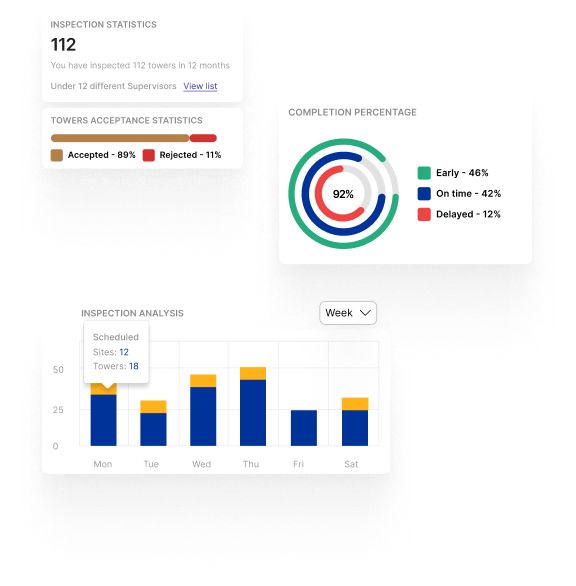 INSPECTION STATISTICS
112
You have inspected 112 towers in 12 months
Under 12 different Supervisors View list
TOWERS ACCEPTANCE STATISTICS
Accepted - 89% Rejected - 11%
COMPLETION PERCENTAGE
92%
Early - 46%
On time - 42%
Delayed - 12%
INSPECTION ANALYSIS
Week
Scheduled
Sites: 12
Towers: 18
50
25
0
Mon Tue Wed Thu Fri Sat